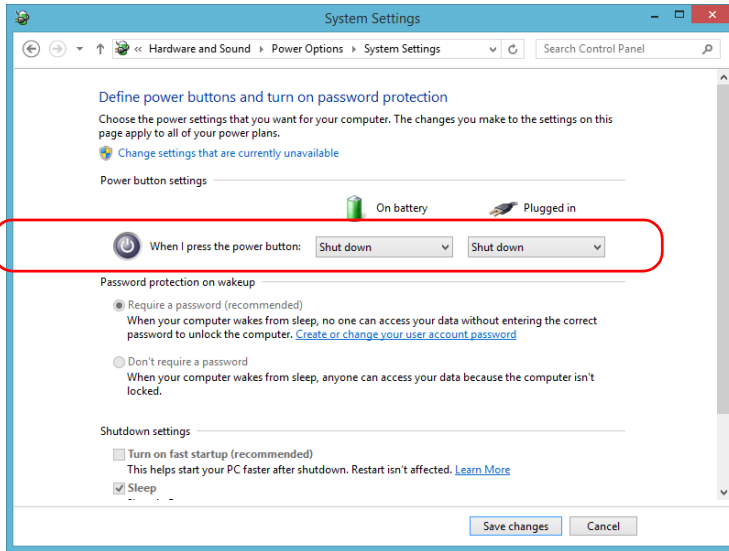 System Settings
« Hardware and Sound Power Options System Settings Search Control Panel
Define power buttons and turn on password protection
Choose the power settings that you want for your computer. The changes you make to the settings on this
page apply to all of your power plans.
Change settings that are currently unavailable
Power button settings
On battery Plugged in
When I press the power button: Shut down Shut down
Password protection on wakeup
Require a password (recommended)
When your computer wakes from sleep, no one can access your data without entering the correct
password to unlock the computer. Create or change your user account password
Don't require a password
When your computer wakes from sleep, anyone can access your data because the computer isn't
locked.
Shutdown settings
Turn on fast startup (recommended)
This helps start your PC faster after shutdown. Restart isn't affected. Learn More
Sleep
Save changes Cancel